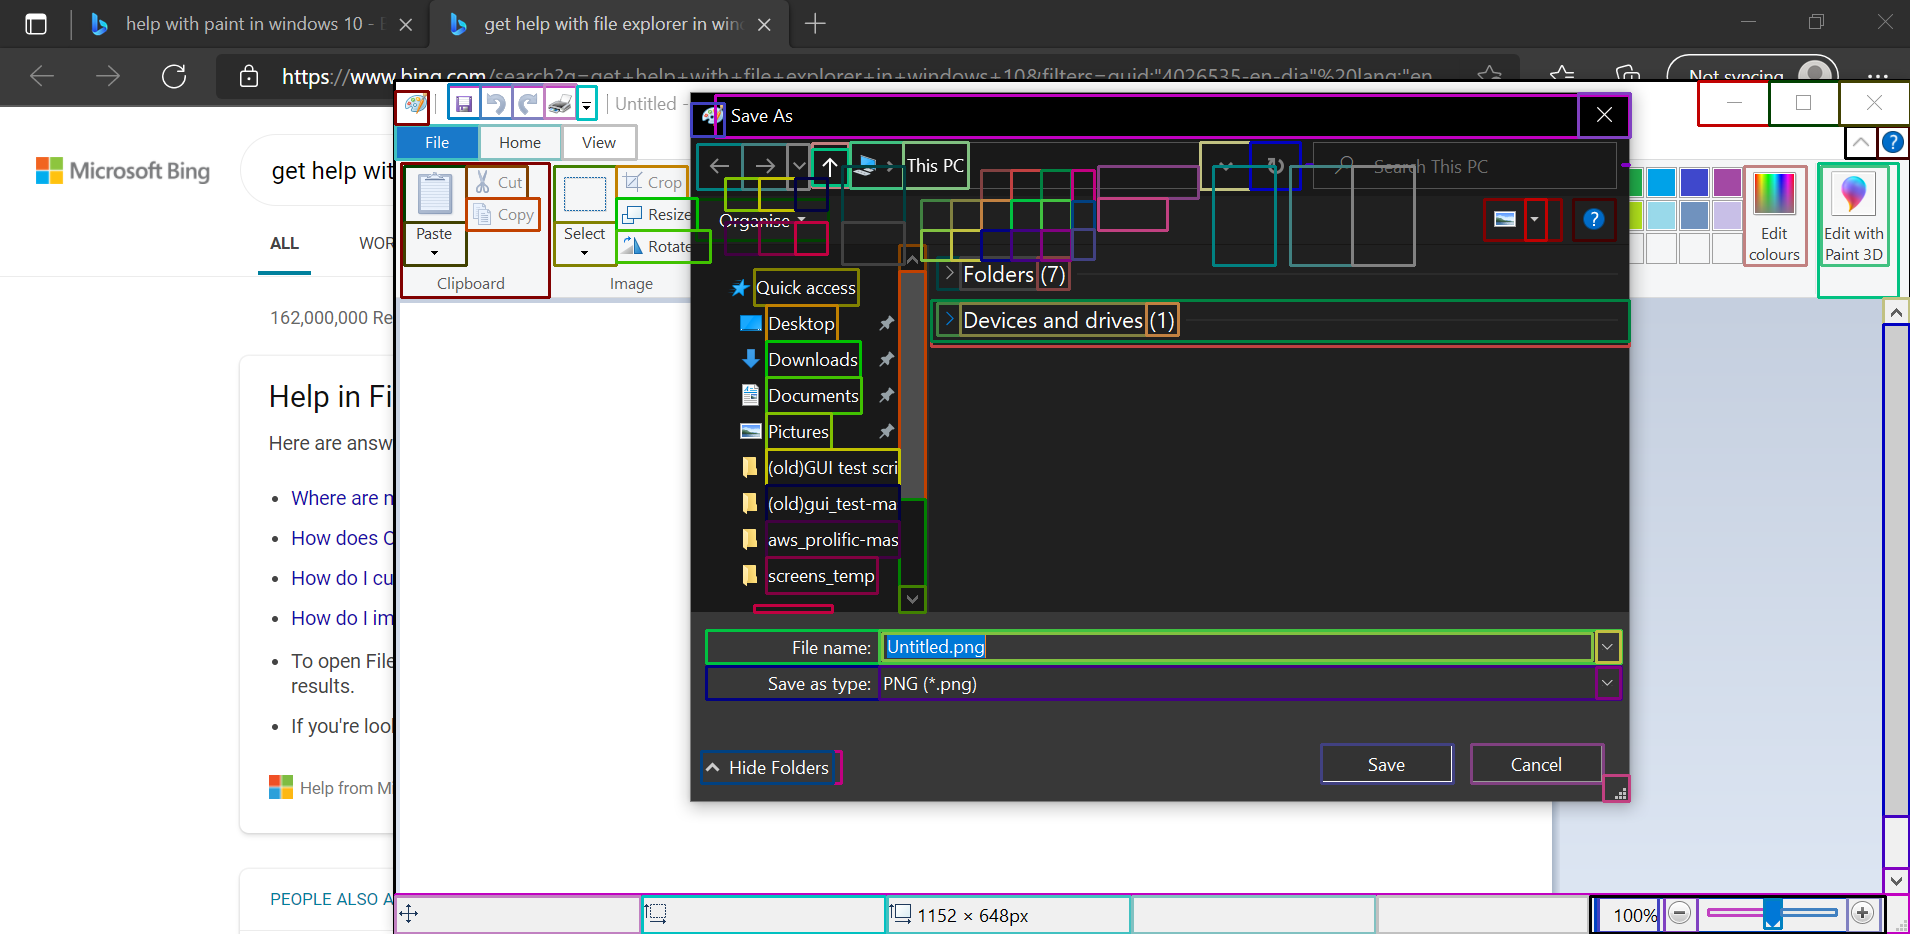 help with paint in windows 10 -
get help with file explorer in win
https://www.bing.com/search?q=get+help+with+file+explorer+in+windows+10&filters=guid:"4026535-en-dia"%20lang:"en
Not syncing
Microsoft Bing
get help wit
ALL
WOR
162,000,000 Re
Help in Fi
Here are answ
Where are n
How does C
How do I cu
How do I im
To open File
results.
If you're loo
Help from Mi
PEOPLE ALSO A
Untitled -
File
Home
View
Paste
Cut
Copy
Clipboard
Select
Crop
Resize
Rotate
Image
Edit
colours
Edit with
Paint 3D
Save As
This PC
Search This PC
Organise
Quick access
Desktop
Downloads
Documents
Pictures
(old)GUI test scri
(old)gui_test-ma
aws_prolific-mas
screens_temp
Folders (7)
Devices and drives (1)
File name:
Untitled.png
Save as type:
PNG (*.png)
Hide Folders
Save
Cancel
1152 × 648px
100%